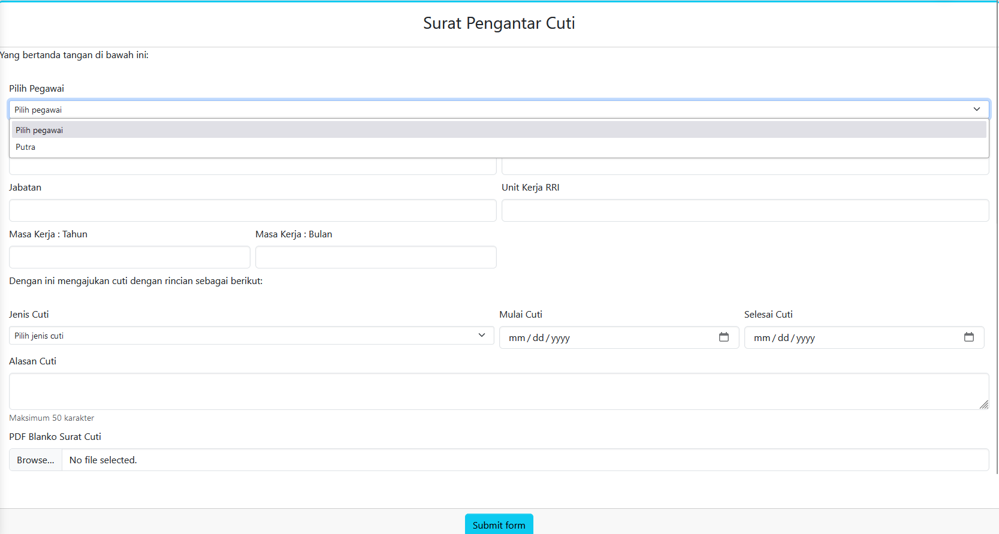 Surat Pengantar Cuti
Yang bertanda tangan di bawah ini:
Pilih Pegawai
Pilih pegawai
Pilih pegawai
Putra
Jabatan
Unit Kerja RRI
Masa Kerja : Tahun
Masa Kerja : Bulan
Dengan ini mengajukan cuti dengan rincian sebagai berikut:
Jenis Cuti
Mulai Cuti
Selesai Cuti
Pilih jenis cuti
mm/dd/yyyy
mm/dd/yyyy
Alasan Cuti
Maksimum 50 karakter
PDF Blanko Surat Cuti
Browse...
No file selected.
Submit form